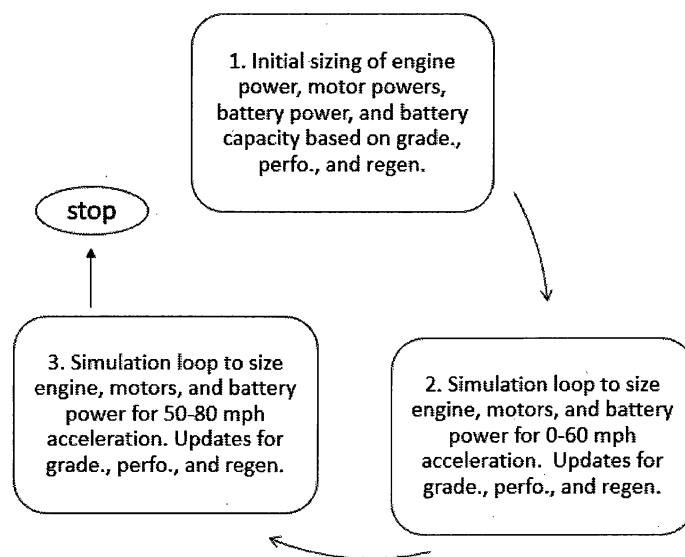 1. Initial sizing of engine
power, motor powers,
battery power, and battery
capacity based on grade.,
perfo., and regen.
stop
3. Simulation loop to size
engine, motors, and battery
power for 50-80 mph
acceleration. Updates for
grade., perfo., and regen.
2. Simulation loop to size
engine, motors, and battery
power for 0-60 mph
acceleration. Updates for
grade., perfo., and regen.